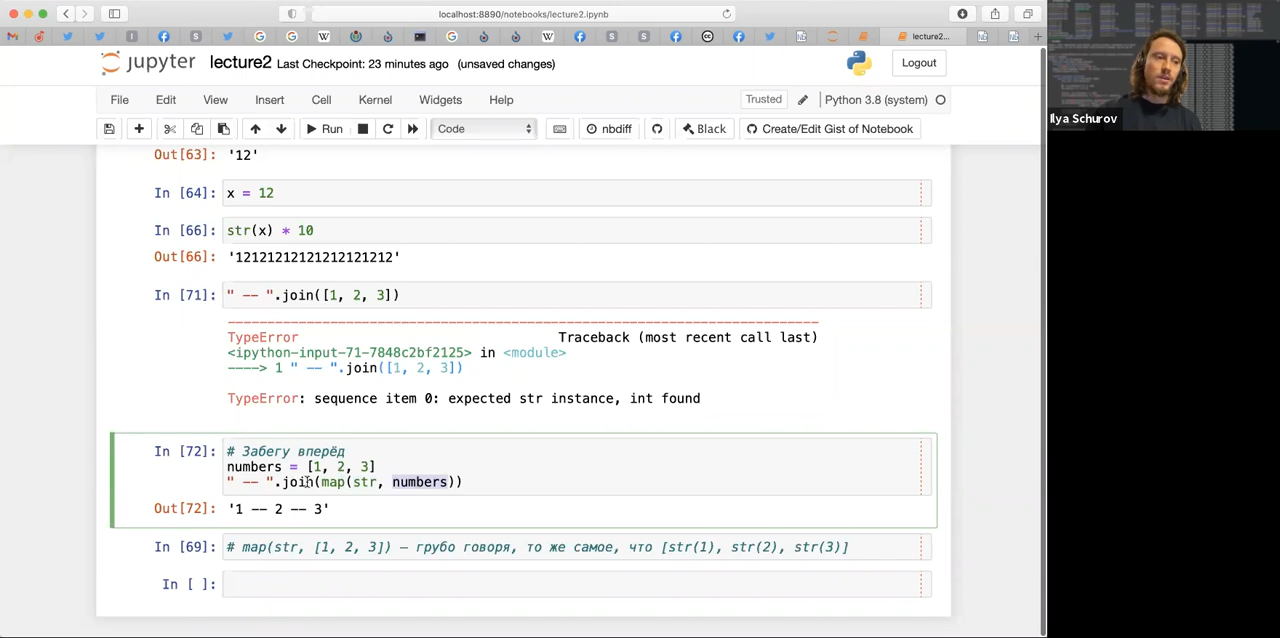 localhost:8890/notebooks/lecture2.ipynb
lecture2...
jupyter lecture2 Last Checkpoint: 23 minutes ago (unsaved changes)
Logout
File Edit View Insert Cell Kernel Widgets Help
Trusted Python 3.8 (system)
Run Code nbdiff Black Create/Edit Gist of Notebook
Ilya Schurov
Out[63]: '12'
In [64]: x = 12
In [66]: str(x) * 10
Out[66]: '12121212121212121212'
In [71]: " -- ".join([1, 2, 3])
TypeError Traceback (most recent call last)
<ipython-input-71-7848c2bf2125> in <module>
----> 1 " -- ".join([1, 2, 3])
TypeError: sequence item 0: expected str instance, int found
In [72]: # Забегу вперёд
numbers = [1, 2, 3]
" -- ".join(map(str, numbers))
Out[72]: '1 -- 2 -- 3'
In [69]: # map(str, [1, 2, 3]) — грубо говоря, то же самое, что [str(1), str(2), str(3)]
In [ ]: